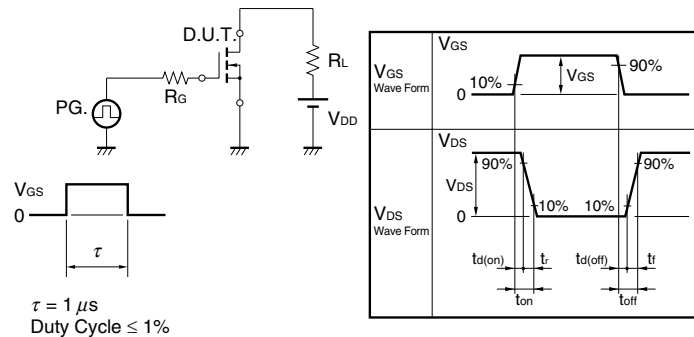 D.U.T.
RL
RG
PG.
VDD
VGS
0
τ
τ = 1 μs
Duty Cycle ≤ 1%
VGS
Wave Form
VGS
10%
VGS
90%
0
VDS
Wave Form
VDS
90%
90%
VDS
10%
10%
0
td(on)
tr
td(off)
tf
ton
toff